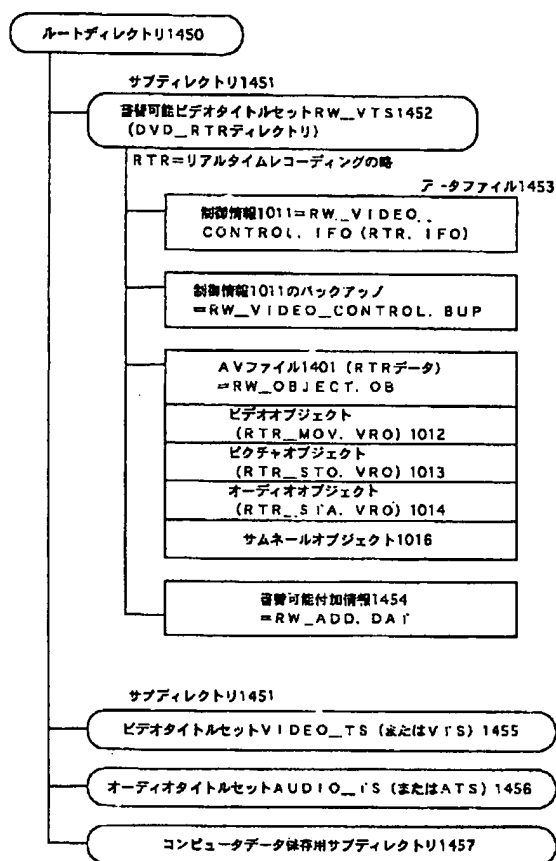 ルートディレクトリ1450
サブディレクトリ1451
書替可能ビデオタイトルセットRW_VTS1452
(DVD_RTRディレクトリ)
RTR=リアルタイムレコーディングの略
データファイル1453
制御情報1011=RW_VIDEO_
CONTROL. IFO (RTR. IFO)
制御情報1011のバックアップ
=RW_VIDEO_CONTROL. BUP
AVファイル1401 (RTRデータ)
=RW_OBJECT. OB
ビデオオブジェクト
(RTR_MOV. VRO) 1012
ピクチャオブジェクト
(RTR_STO. VRO) 1013
オーディオオブジェクト
(RTR_STA. VRO) 1014
サムネールオブジェクト1016
書替可能付加情報1454
=RW_ADD. DAT
サブディレクトリ1451
ビデオタイトルセットVIDEO_TS (またはVTS) 1455
オーディオタイトルセットAUDIO_TS (またはATS) 1456
コンピュータデータ保存用サブディレクトリ1457